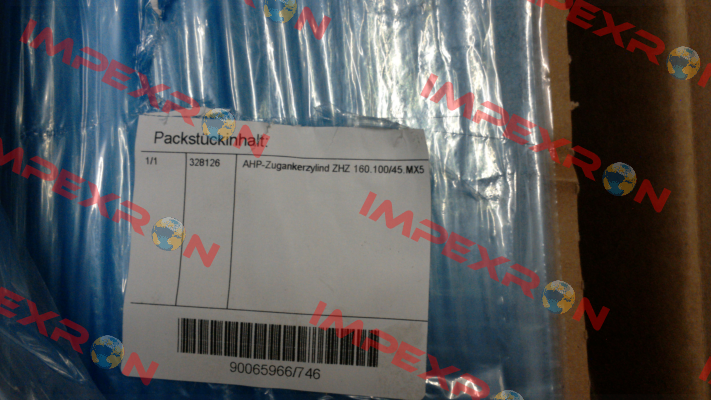 Packstückinhalt:
1/1 328126 AHP-Zugankerzylind ZHZ 160.100/45.MX5
90065966/746
IMPEXRON
IMPEXRON
IMPEXRON
IMPEXRON
IMPEXRON
IMPEXRON
IMPEXRON